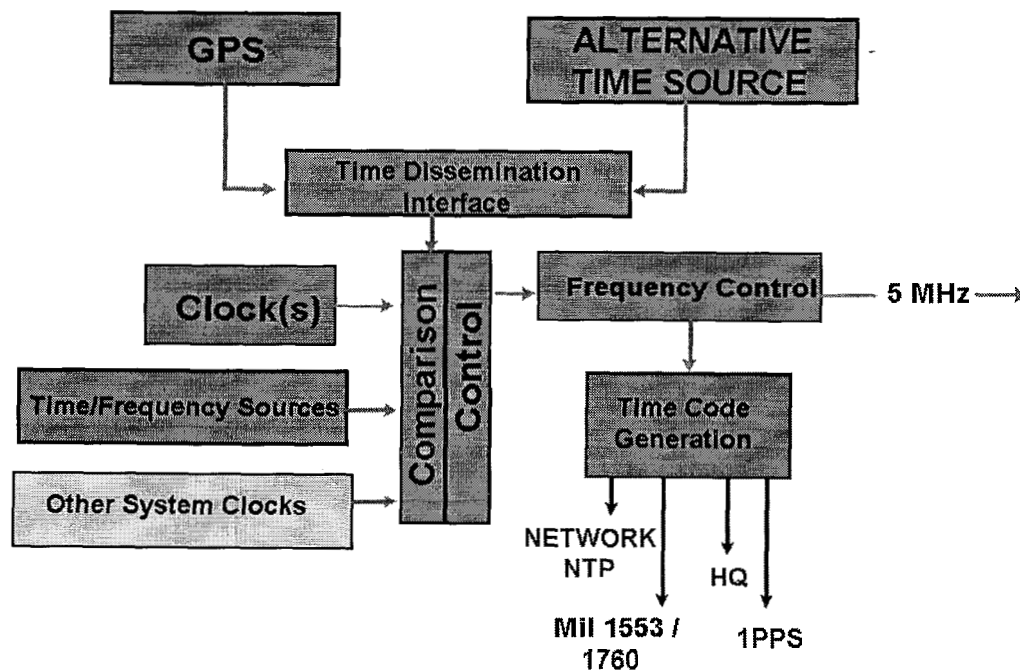 GPS
ALTERNATIVE
TIME SOURCE
Time Dissemination
Interface
Clock(s)
Time/Frequency Sources
Other System Clocks
Comparison
Control
Frequency Control
5 MHz
Time Code
Generation
NETWORK
NTP
HQ
Mil 1553 /
1760
1PPS